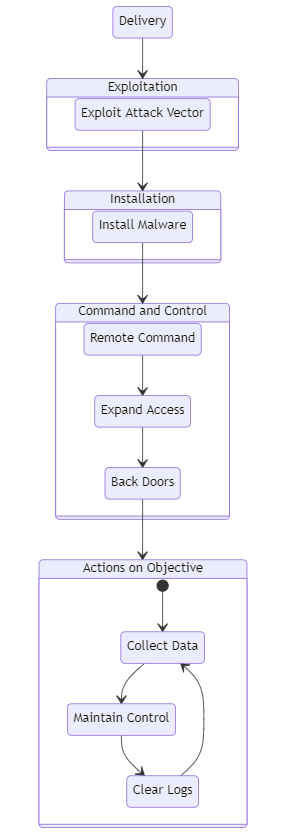 Delivery
Exploitation
Exploit Attack Vector
Installation
Install Malware
Command and Control
Remote Command
Expand Access
Back Doors
Actions on Objective
Collect Data
Maintain Control
Clear Logs